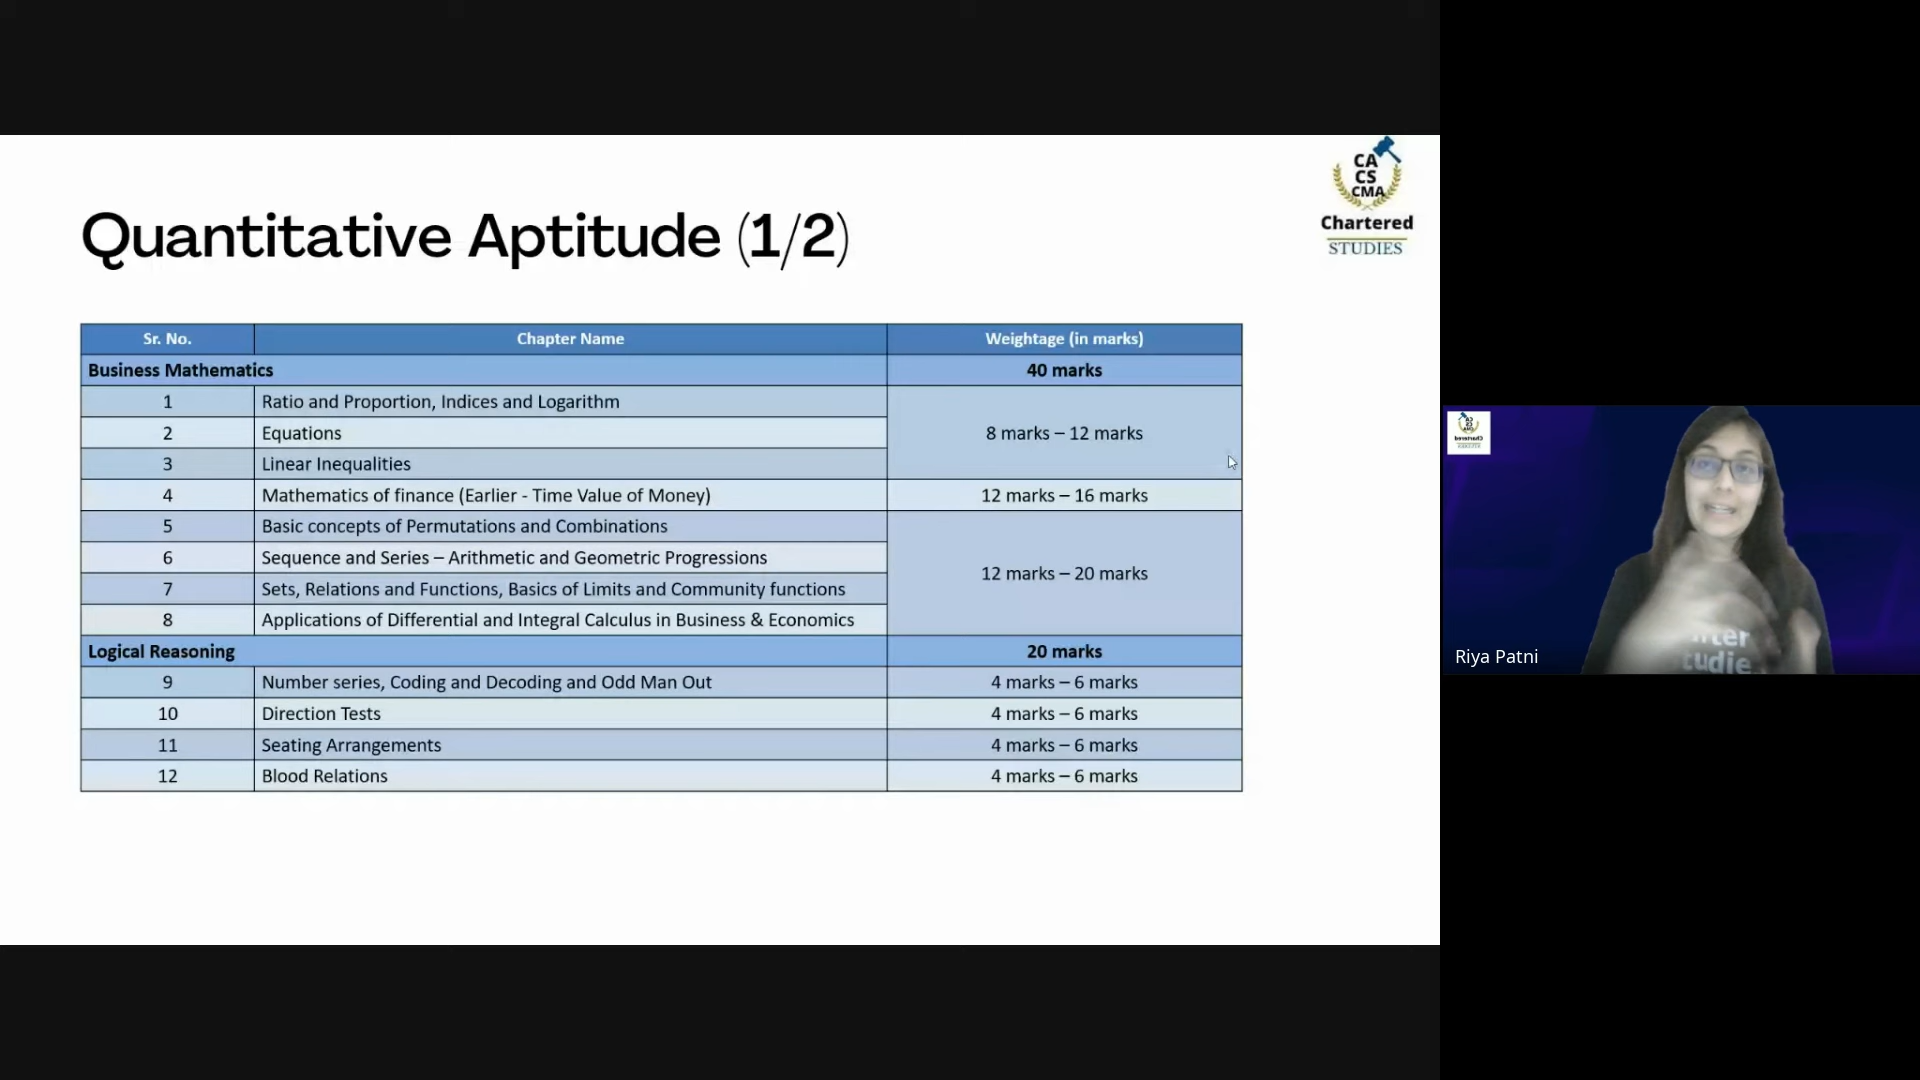 CA
CS
CMA
Chartered
STUDIES
Quantitative Aptitude (1/2)
Sr. No. Chapter Name Weightage (in marks)
Business Mathematics 40 marks
1 Ratio and Proportion, Indices and Logarithm
2 Equations 8 marks – 12 marks
3 Linear Inequalities
4 Mathematics of finance (Earlier - Time Value of Money) 12 marks – 16 marks
5 Basic concepts of Permutations and Combinations
6 Sequence and Series – Arithmetic and Geometric Progressions
12 marks – 20 marks
7 Sets, Relations and Functions, Basics of Limits and Community functions
8 Applications of Differential and Integral Calculus in Business & Economics
Logical Reasoning 20 marks
9 Number series, Coding and Decoding and Odd Man Out 4 marks – 6 marks
10 Direction Tests 4 marks – 6 marks
11 Seating Arrangements 4 marks – 6 marks
12 Blood Relations 4 marks – 6 marks
Riya Patni